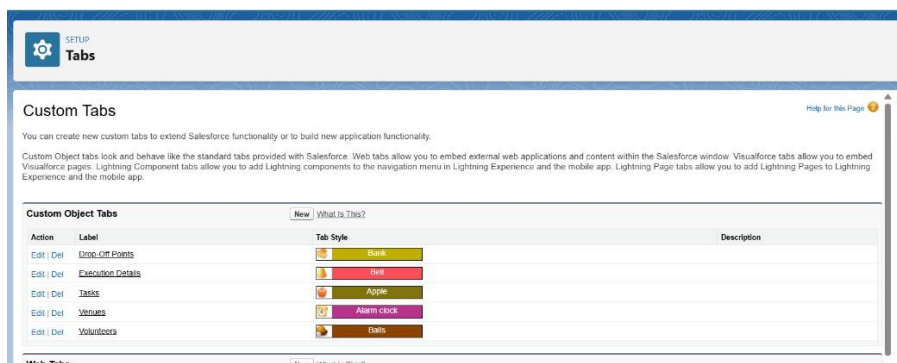 SETUP
Tabs
Custom Tabs
Help for this Page
You can create new custom tabs to extend Salesforce functionality or to build new application functionality.
Custom Object tabs look and behave like the standard tabs provided with Salesforce. Web tabs allow you to embed external web applications and content within the Salesforce window. Visualforce tabs allow you to embed
Visualforce pages. Lightning Component tabs allow you to add Lightning components to the navigation menu in Lightning Experience and the mobile app. Lightning Page tabs allow you to add Lightning Pages to Lightning
Experience and the mobile app.
Custom Object Tabs New What Is This?
Action Label Tab Style Description
Edit | Del Drop-Off Points Bank
Edit | Del Execution Details Bell
Edit | Del Tasks Apple
Edit | Del Venues Alarm clock
Edit | Del Volunteers Balls
Web Tabs New What Is This?